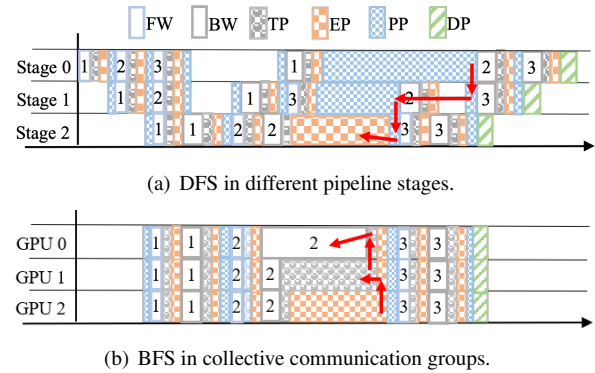 FW BW TP EP PP DP
Stage 0 1 2 3 1 2 3
Stage 1 1 2 1 3 2 3
Stage 2 1 1 2 2 3 3
(a) DFS in different pipeline stages.
GPU 0 1 1 2 2 3 3
GPU 1 1 1 2 2 3 3
GPU 2 1 1 2 2 3 3
(b) BFS in collective communication groups.